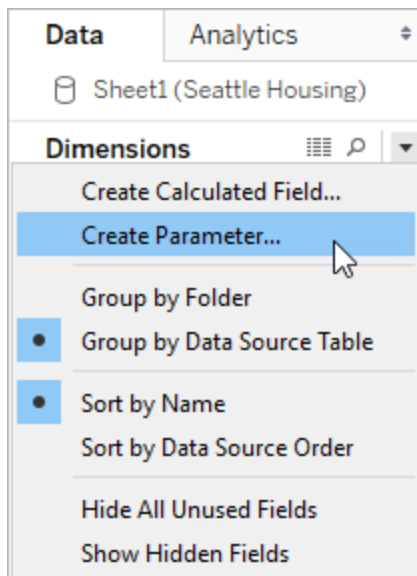 Data
Analytics
Sheet1 (Seattle Housing)
Dimensions
Create Calculated Field...
Create Parameter...
Group by Folder
Group by Data Source Table
Sort by Name
Sort by Data Source Order
Hide All Unused Fields
Show Hidden Fields